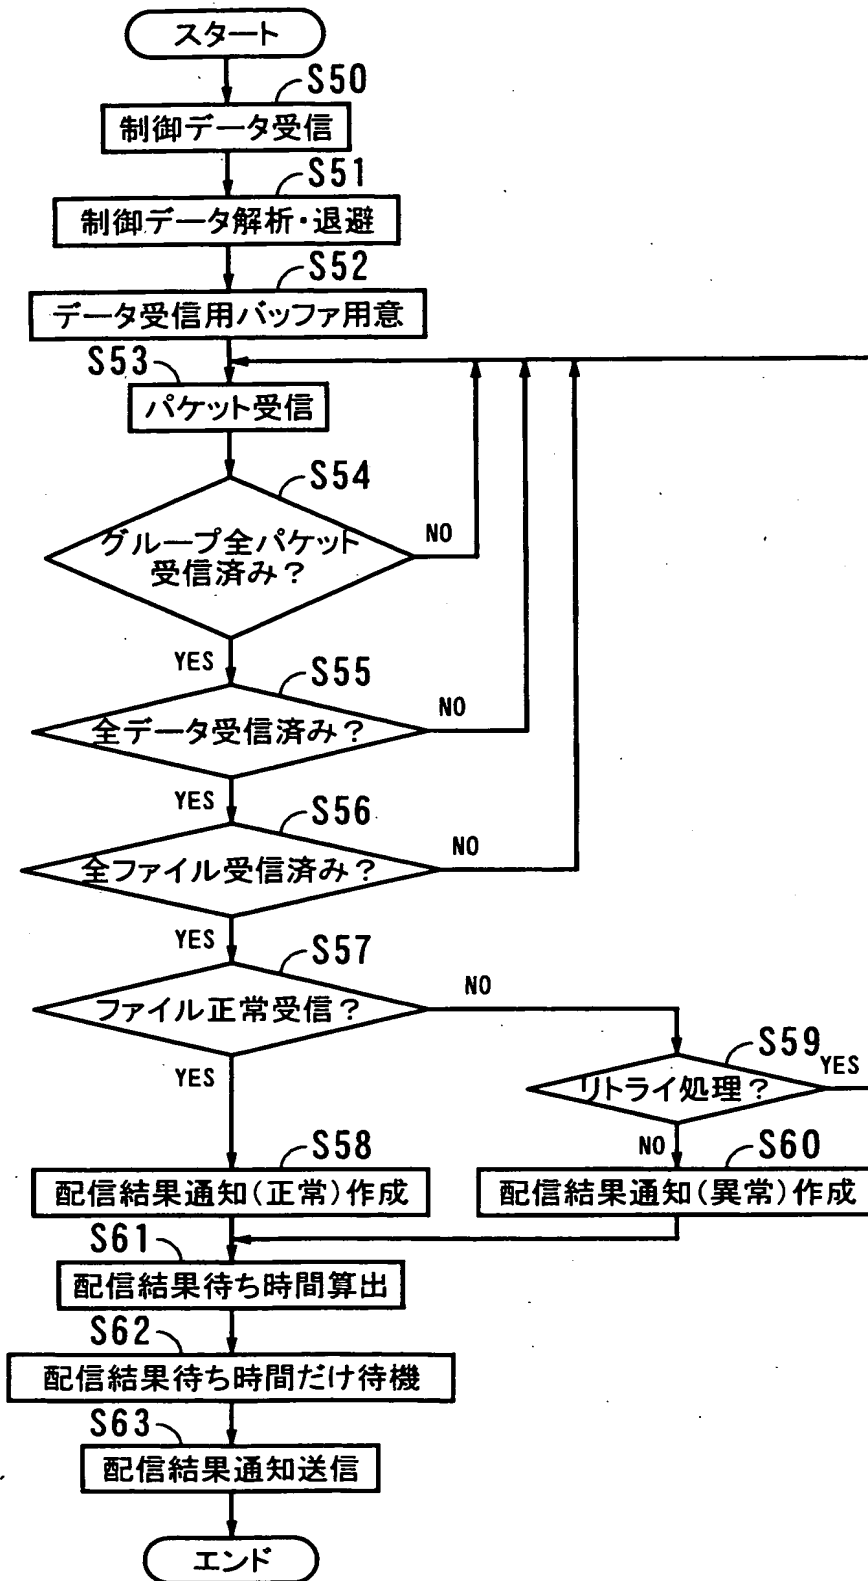 スタート
S50
制御データ受信
S51
制御データ解析・退避
S52
データ受信用バッファ用意
S53
パケット受信
S54
グループ全パケット
受信済み？
NO
YES
S55
全データ受信済み？
NO
YES
S56
全ファイル受信済み？
NO
YES
S57
ファイル正常受信？
NO
YES
S59
リトライ処理？
YES
NO
S58
配信結果通知(正常)作成
S60
配信結果通知(異常)作成
S61
配信結果待ち時間算出
S62
配信結果待ち時間だけ待機
S63
配信結果通知送信
エンド